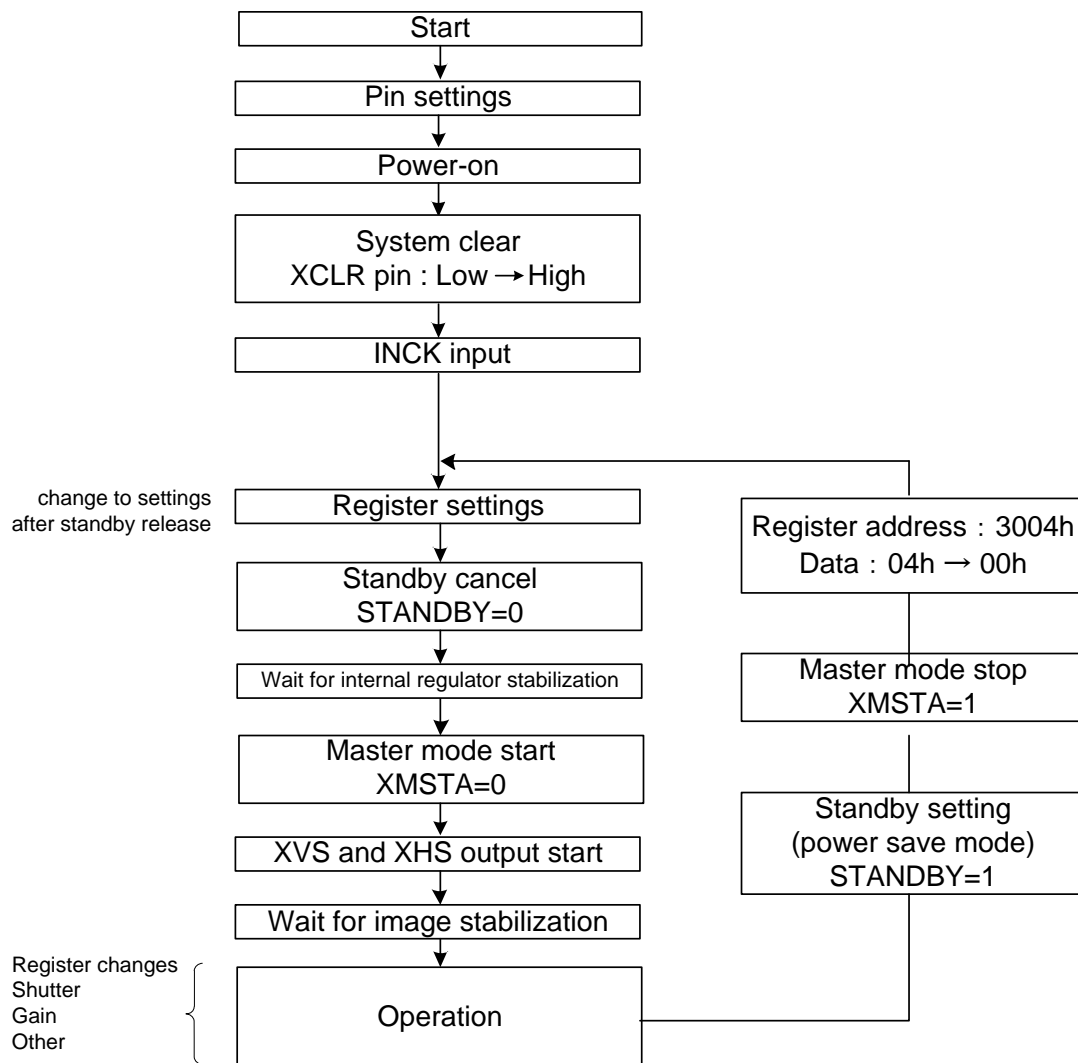 Start
Pin settings
Power-on
System clear
XCLR pin : Low → High
INCK input
change to settings
after standby release
Register settings
Standby cancel
STANDBY=0
Wait for internal regulator stabilization
Master mode start
XMSTA=0
XVS and XHS output start
Wait for image stabilization
Register changes
Shutter
Gain
Other
Operation
Register address : 3004h
Data : 04h → 00h
Master mode stop
XMSTA=1
Standby setting
(power save mode)
STANDBY=1